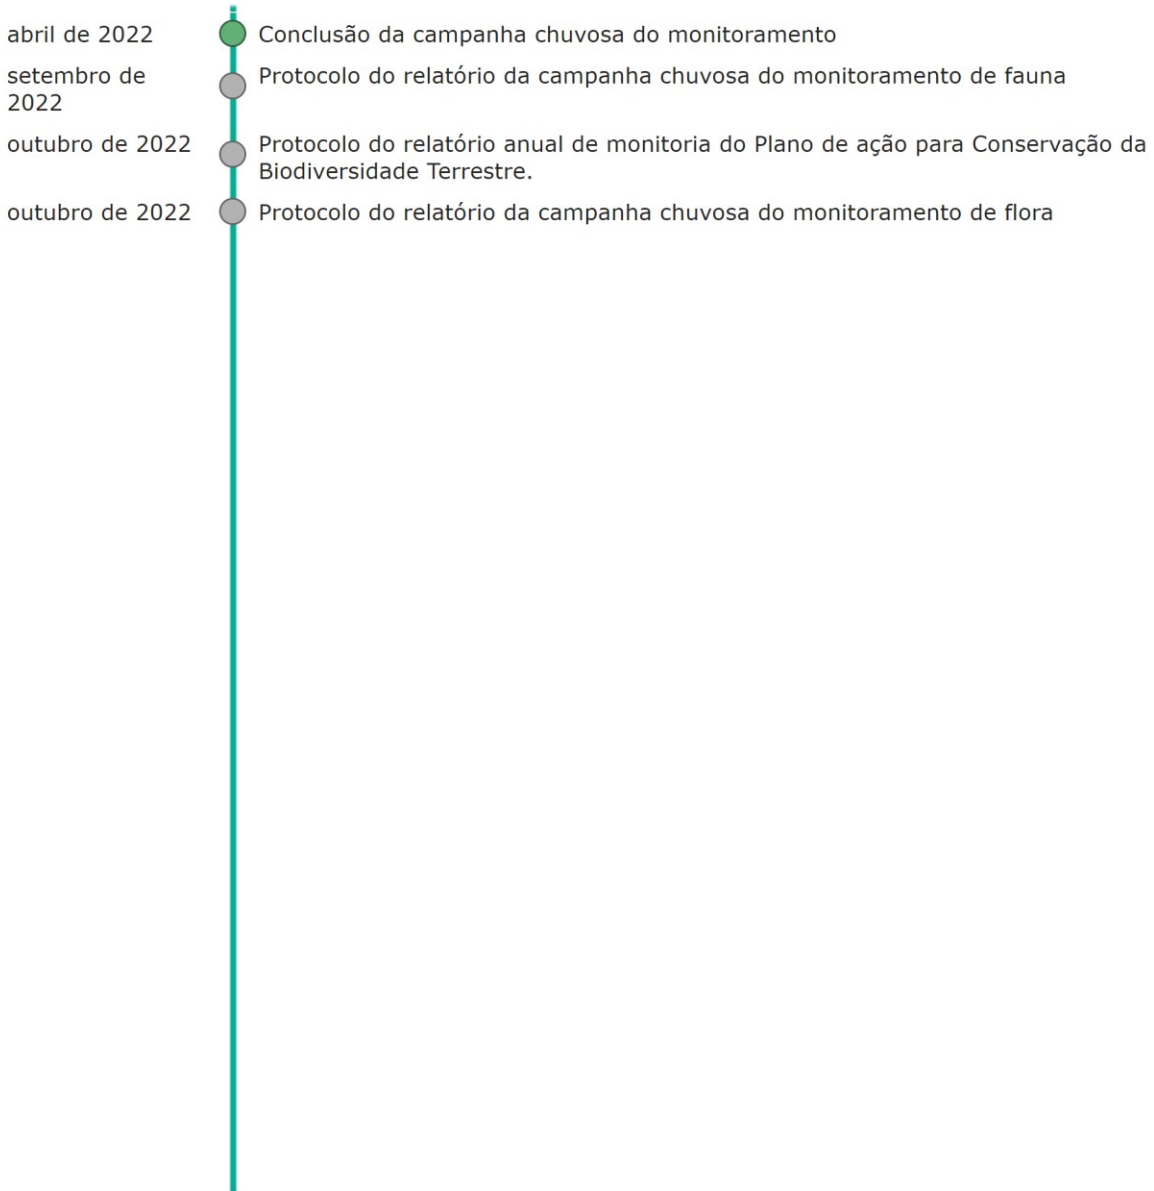 abril de 2022 Conclusão da campanha chuvosa do monitoramento
setembro de 2022 Protocolo do relatório da campanha chuvosa do monitoramento de fauna
outubro de 2022 Protocolo do relatório anual de monitoria do Plano de ação para Conservação da
Biodiversidade Terrestre.
outubro de 2022 Protocolo do relatório da campanha chuvosa do monitoramento de flora